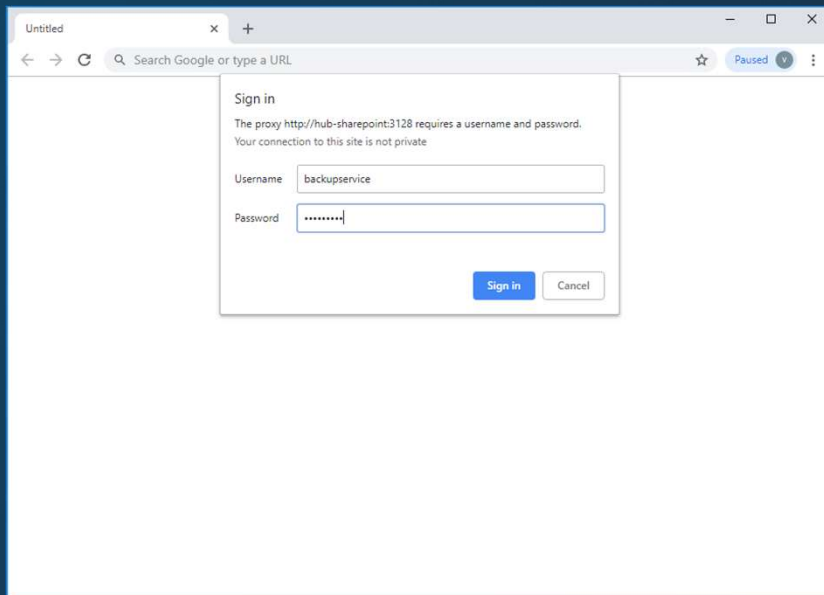 Untitled
Search Google or type a URL
Paused V
Sign in
The proxy http://hub-sharepoint:3128 requires a username and password.
Your connection to this site is not private
Username backupservice
Password •••••••••
Sign in Cancel